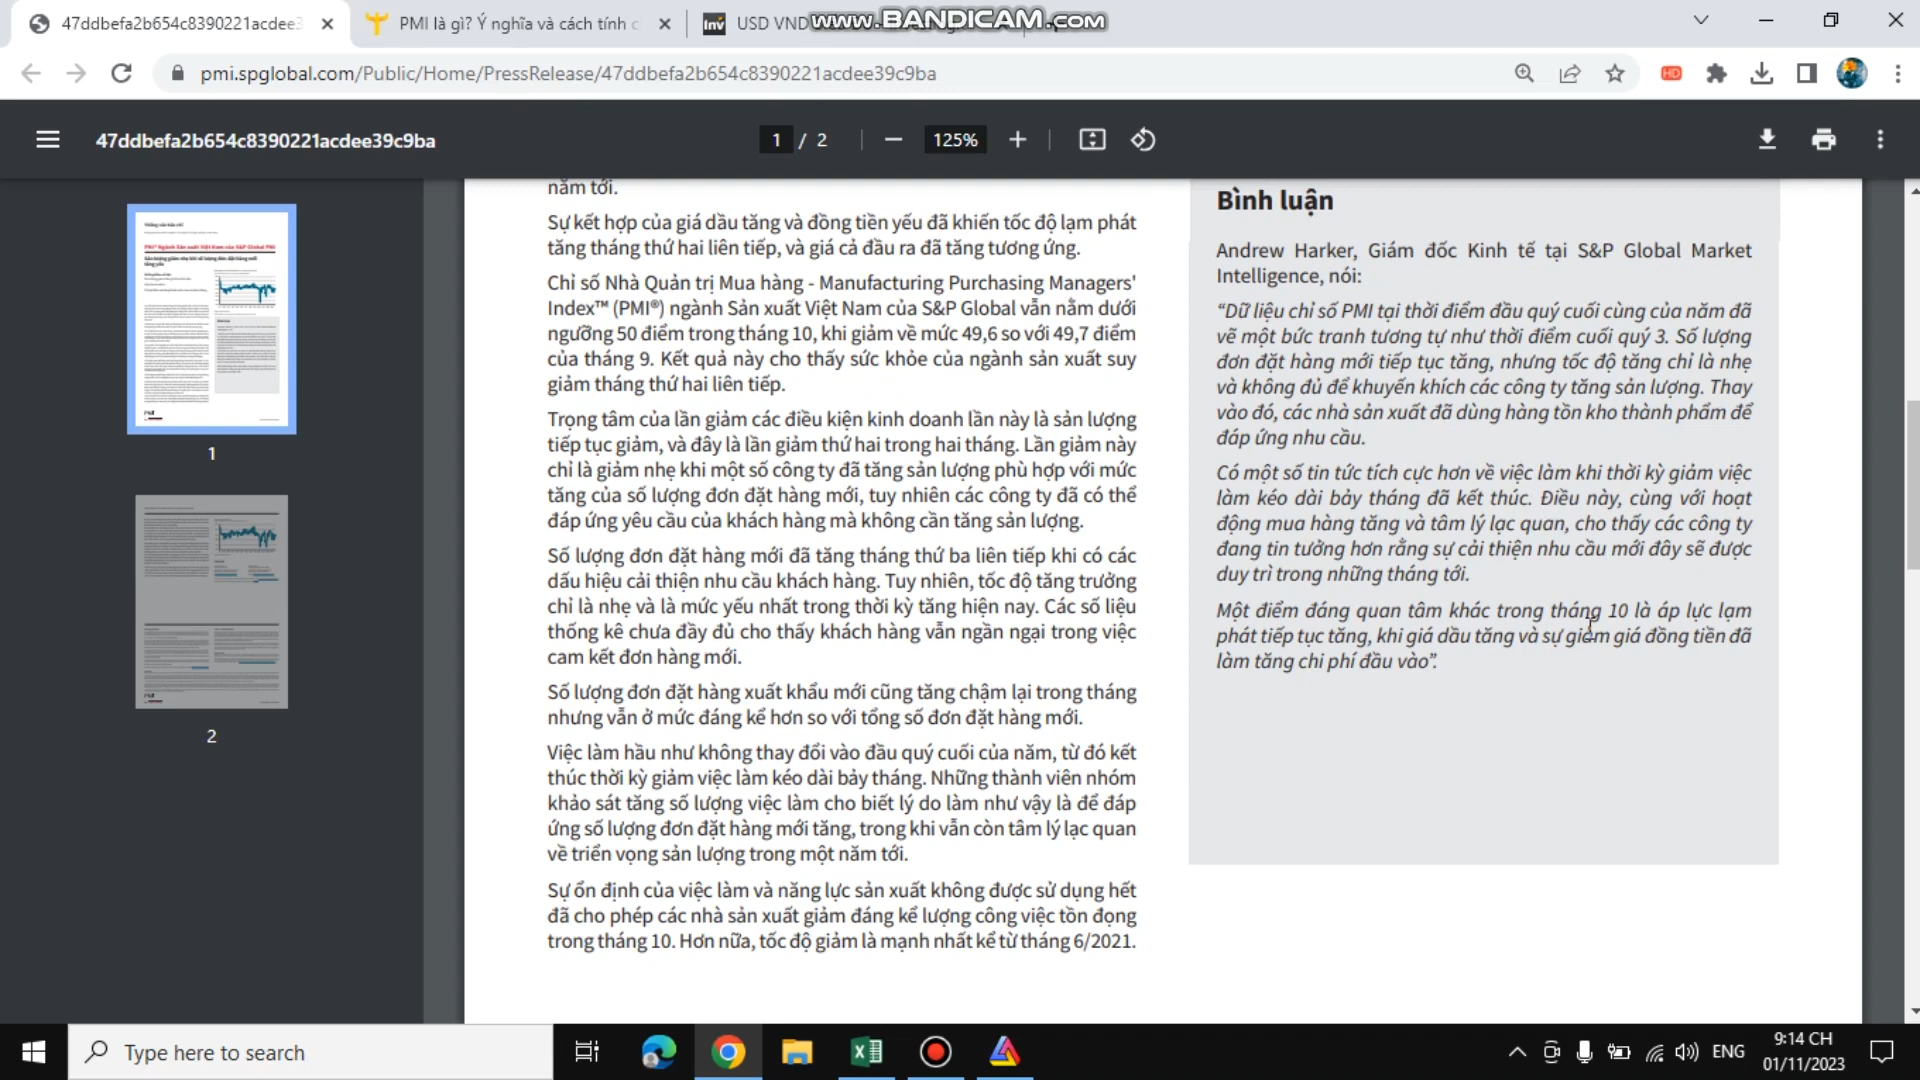 47ddbefa2b654c8390221acdee3
PMI là gì? Ý nghĩa và cách tính c
Inv
USD VND
www.BANDICAM.com
pmi.spglobal.com/Public/Home/PressRelease/47ddbefa2b654c8390221acdee39c9ba
HD
47ddbefa2b654c8390221acdee39c9ba
1 / 2
125%
1
2
năm tới.
Sự kết hợp của giá dầu tăng và đồng tiền yếu đã khiến tốc độ lạm phát
tăng tháng thứ hai liên tiếp, và giá cả đầu ra đã tăng tương ứng.
Chỉ số Nhà Quản trị Mua hàng - Manufacturing Purchasing Managers'
Index™ (PMI®) ngành Sản xuất Việt Nam của S&P Global vẫn nằm dưới
ngưỡng 50 điểm trong tháng 10, khi giảm về mức 49,6 so với 49,7 điểm
của tháng 9. Kết quả này cho thấy sức khỏe của ngành sản xuất suy
giảm tháng thứ hai liên tiếp.
Trọng tâm của lần giảm các điều kiện kinh doanh lần này là sản lượng
tiếp tục giảm, và đây là lần giảm thứ hai trong hai tháng. Lần giảm này
chỉ là giảm nhẹ khi một số công ty đã tăng sản lượng phù hợp với mức
tăng của số lượng đơn đặt hàng mới, tuy nhiên các công ty đã có thể
đáp ứng yêu cầu của khách hàng mà không cần tăng sản lượng.
Số lượng đơn đặt hàng mới đã tăng tháng thứ ba liên tiếp khi có các
dấu hiệu cải thiện nhu cầu khách hàng. Tuy nhiên, tốc độ tăng trưởng
chỉ là nhẹ và là mức yếu nhất trong thời kỳ tăng hiện nay. Các số liệu
thống kê chưa đầy đủ cho thấy khách hàng vẫn ngần ngại trong việc
cam kết đơn hàng mới.
Số lượng đơn đặt hàng xuất khẩu mới cũng tăng chậm lại trong tháng
nhưng vẫn ở mức đáng kể hơn so với tổng số đơn đặt hàng mới.
Việc làm hầu như không thay đổi vào đầu quý cuối của năm, từ đó kết
thúc thời kỳ giảm việc làm kéo dài bảy tháng. Những thành viên nhóm
khảo sát tăng số lượng việc làm cho biết lý do làm như vậy là để đáp
ứng số lượng đơn đặt hàng mới tăng, trong khi vẫn còn tâm lý lạc quan
về triển vọng sản lượng trong một năm tới.
Sự ổn định của việc làm và năng lực sản xuất không được sử dụng hết
đã cho phép các nhà sản xuất giảm đáng kể lượng công việc tồn đọng
trong tháng 10. Hơn nữa, tốc độ giảm là mạnh nhất kể từ tháng 6/2021.
Bình luận
Andrew Harker, Giám đốc Kinh tế tại S&P Global Market
Intelligence, nói:
“Dữ liệu chỉ số PMI tại thời điểm đầu quý cuối cùng của năm đã
vẽ một bức tranh tương tự như thời điểm cuối quý 3. Số lượng
đơn đặt hàng mới tiếp tục tăng, nhưng tốc độ tăng chỉ là nhẹ
và không đủ để khuyến khích các công ty tăng sản lượng. Thay
vào đó, các nhà sản xuất đã dùng hàng tồn kho thành phẩm để
đáp ứng nhu cầu.
Có một số tin tức tích cực hơn về việc làm khi thời kỳ giảm việc
làm kéo dài bảy tháng đã kết thúc. Điều này, cùng với hoạt
động mua hàng tăng và tâm lý lạc quan, cho thấy các công ty
đang tin tưởng hơn rằng sự cải thiện nhu cầu mới đây sẽ được
duy trì trong những tháng tới.
Một điểm đáng quan tâm khác trong tháng 10 là áp lực lạm
phát tiếp tục tăng, khi giá dầu tăng và sự giảm giá đồng tiền đã
làm tăng chi phí đầu vào”.
Type here to search
ENG
9:14 CH
01/11/2023